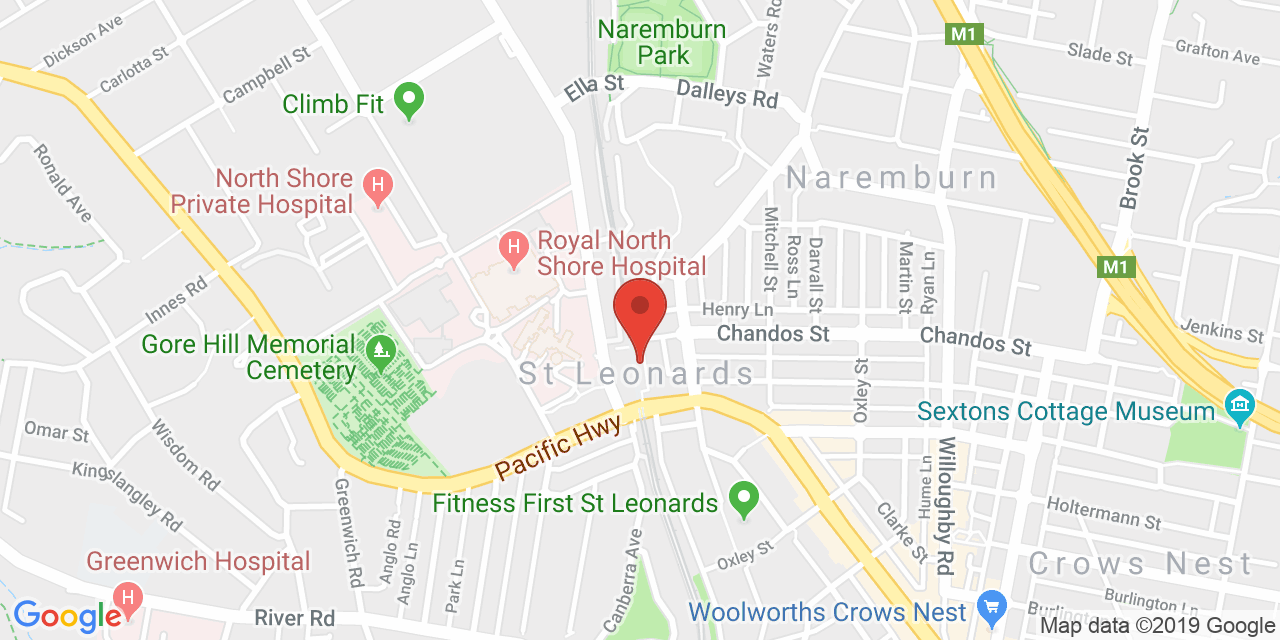 Dickson Ave
Carlotta St
Campbell St
Climb Fit
Ella St
Naremburn
Park
Dalleys Rd
Waters Rd
M1
Slade St
Grafton Ave
Ronald Ave
North Shore
Private Hospital
H
Royal North
Shore Hospital
H
Naremburn
Brook St
M1
Innes Rd
Mitchell St
Ross Ln
Darvall St
Martin St
Ryan Ln
Henry Ln
Chandos St
Chandos St
Jenkins St
Gore Hill Memorial
Cemetery
St Leonards
Oxley St
Sextons Cottage Museum
Omar St
Wisdom Rd
Kingslangley Rd
Pacific Hwy
Willoughby Rd
Hume Ln
Greenwich Rd
Anglo Rd
Anglo Ln
Park Ln
Fitness First St Leonards
Clarke St
Holtermann St
Oxley St
Canberra Ave
Crows Nest
Greenwich Hospital
H
River Rd
Woolworths Crows Nest
Burlington Ln
Burlington
Google
Map data ©2019 Google